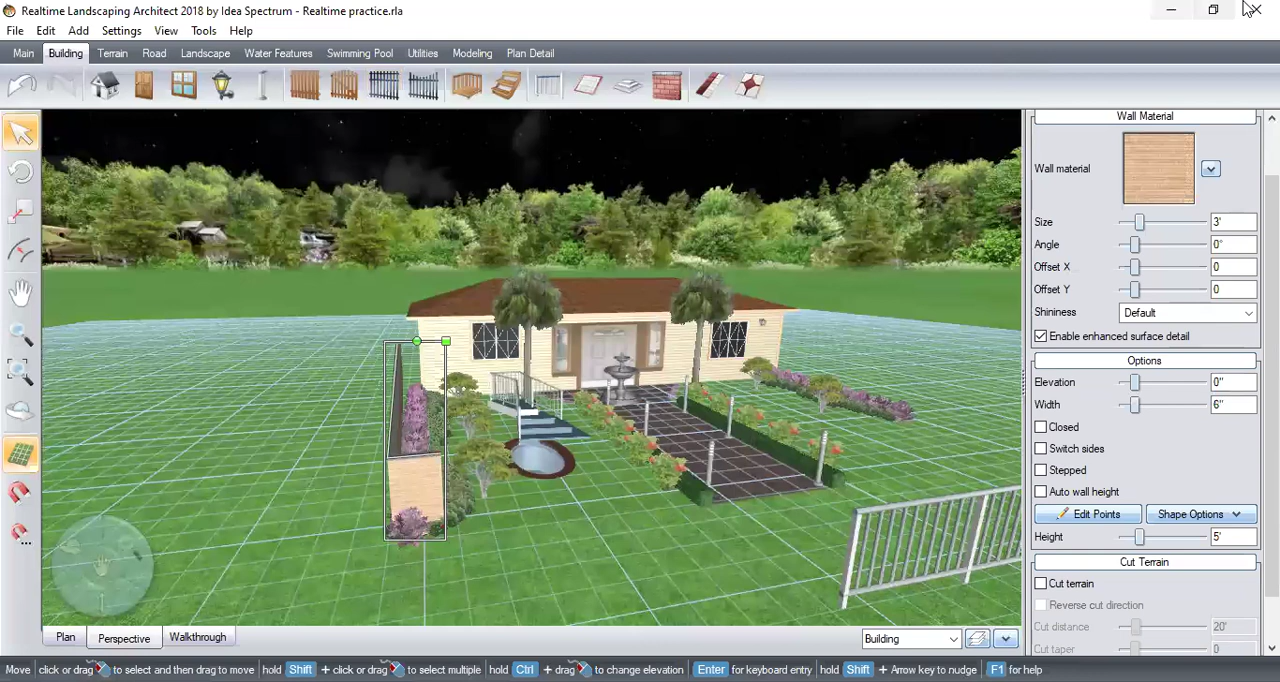 Realtime Landscaping Architect 2018 by Idea Spectrum - Realtime practice.rla
File Edit Add Settings View Tools Help
Main Building Terrain Road Landscape Water Features Swimming Pool Utilities Modeling Plan Detail
Wall Material
Wall material
Size 3'
Angle 0°
Offset X 0
Offset Y 0
Shininess Default
Enable enhanced surface detail
Options
Elevation 0"
Width 6"
Closed
Switch sides
Stepped
Auto wall height
Edit Points Shape Options
Height 5'
Cut Terrain
Cut terrain
Reverse cut direction
Cut distance 20'
Cut taper 0
Plan Perspective Walkthrough Building
Move click or drag to select and then drag to move hold Shift + click or drag to select multiple hold Ctrl + drag to change elevation Enter for keyboard entry hold Shift + Arrow key to nudge F1 for help